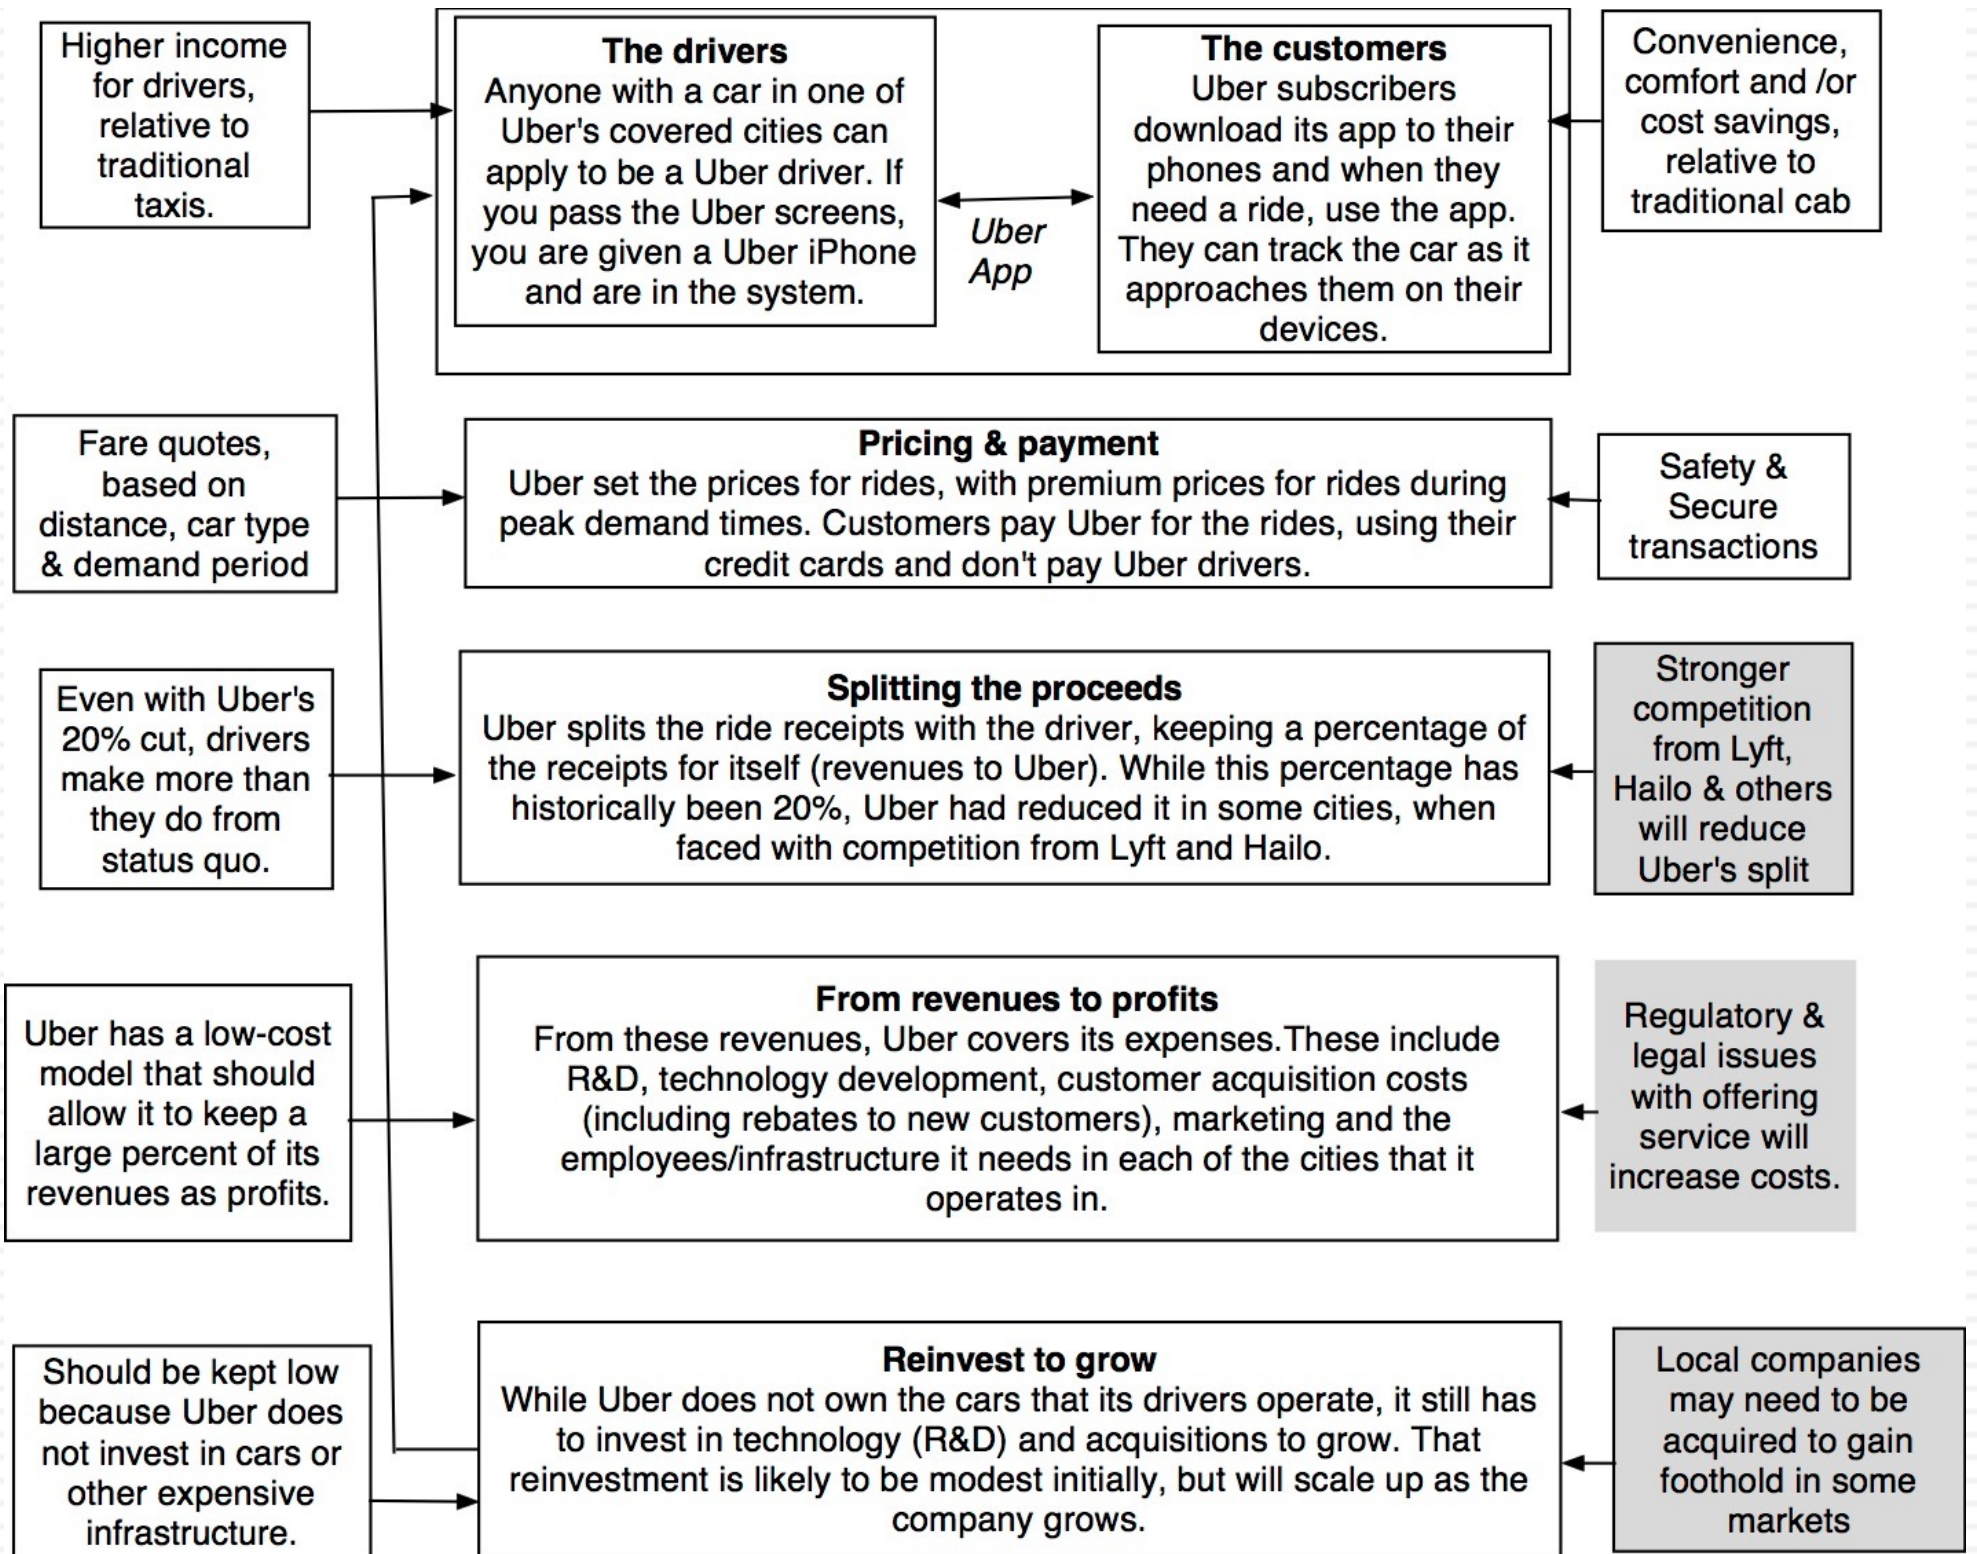 Higher income
for drivers,
relative to
traditional
taxis.
The drivers
Anyone with a car in one of
Uber's covered cities can
apply to be a Uber driver. If
you pass the Uber screens,
you are given a Uber iPhone
and are in the system.
Uber
App
The customers
Uber subscribers
download its app to their
phones and when they
need a ride, use the app.
They can track the car as it
approaches them on their
devices.
Convenience,
comfort and /or
cost savings,
relative to
traditional cab
Fare quotes,
based on
distance, car type
& demand period
Pricing & payment
Uber set the prices for rides, with premium prices for rides during
peak demand times. Customers pay Uber for the rides, using their
credit cards and don't pay Uber drivers.
Safety &
Secure
transactions
Even with Uber's
20% cut, drivers
make more than
they do from
status quo.
Splitting the proceeds
Uber splits the ride receipts with the driver, keeping a percentage of
the receipts for itself (revenues to Uber). While this percentage has
historically been 20%, Uber had reduced it in some cities, when
faced with competition from Lyft and Hailo.
Stronger
competition
from Lyft,
Hailo & others
will reduce
Uber's split
Uber has a low-cost
model that should
allow it to keep a
large percent of its
revenues as profits.
From revenues to profits
From these revenues, Uber covers its expenses.These include
R&D, technology development, customer acquisition costs
(including rebates to new customers), marketing and the
employees/infrastructure it needs in each of the cities that it
operates in.
Regulatory &
legal issues
with offering
service will
increase costs.
Should be kept low
because Uber does
not invest in cars or
other expensive
infrastructure.
Reinvest to grow
While Uber does not own the cars that its drivers operate, it still has
to invest in technology (R&D) and acquisitions to grow. That
reinvestment is likely to be modest initially, but will scale up as the
company grows.
Local companies
may need to be
acquired to gain
foothold in some
markets